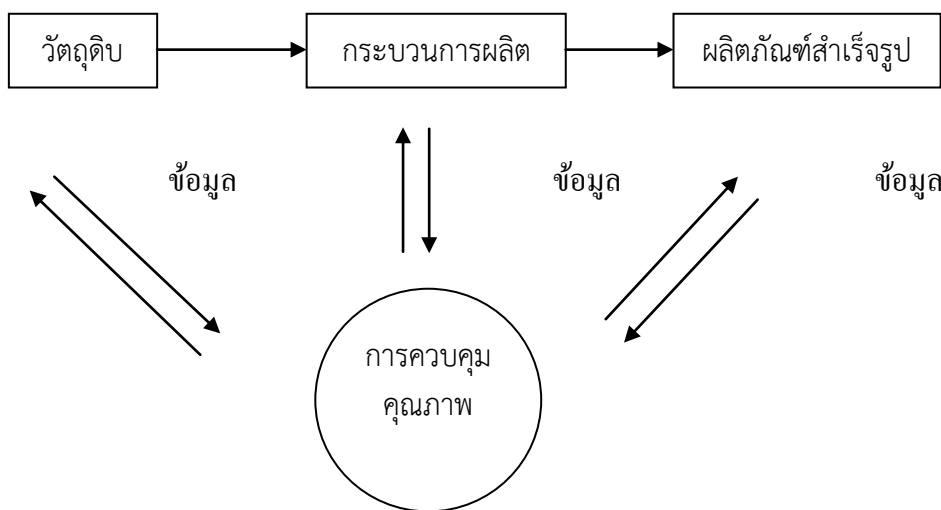 วัตถุดิบ
กระบวนการผลิต
ผลิตภัณฑ์สำเร็จรูป
ข้อมูล
ข้อมูล
ข้อมูล
การควบคุม
คุณภาพ